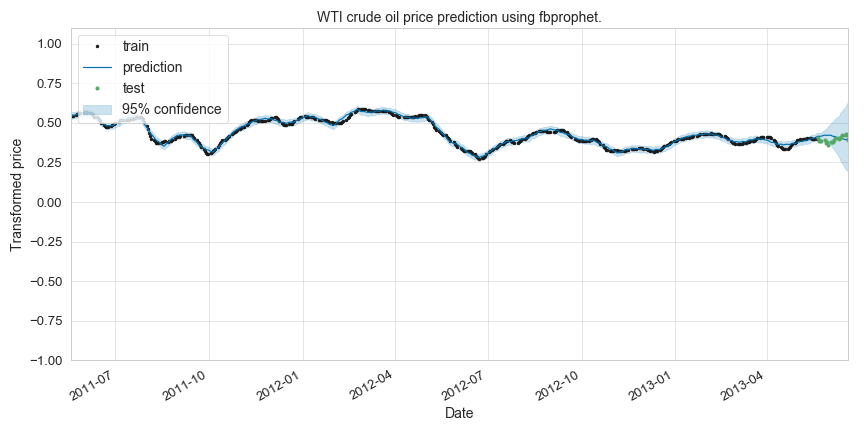 WTI crude oil price prediction using fbprophet.
train
prediction
test
95% confidence
1.00
0.75
0.50
0.25
0.00
−0.25
−0.50
−0.75
−1.00
Transformed price
2011-07
2011-10
2012-01
2012-04
2012-07
2012-10
2013-01
2013-04
Date